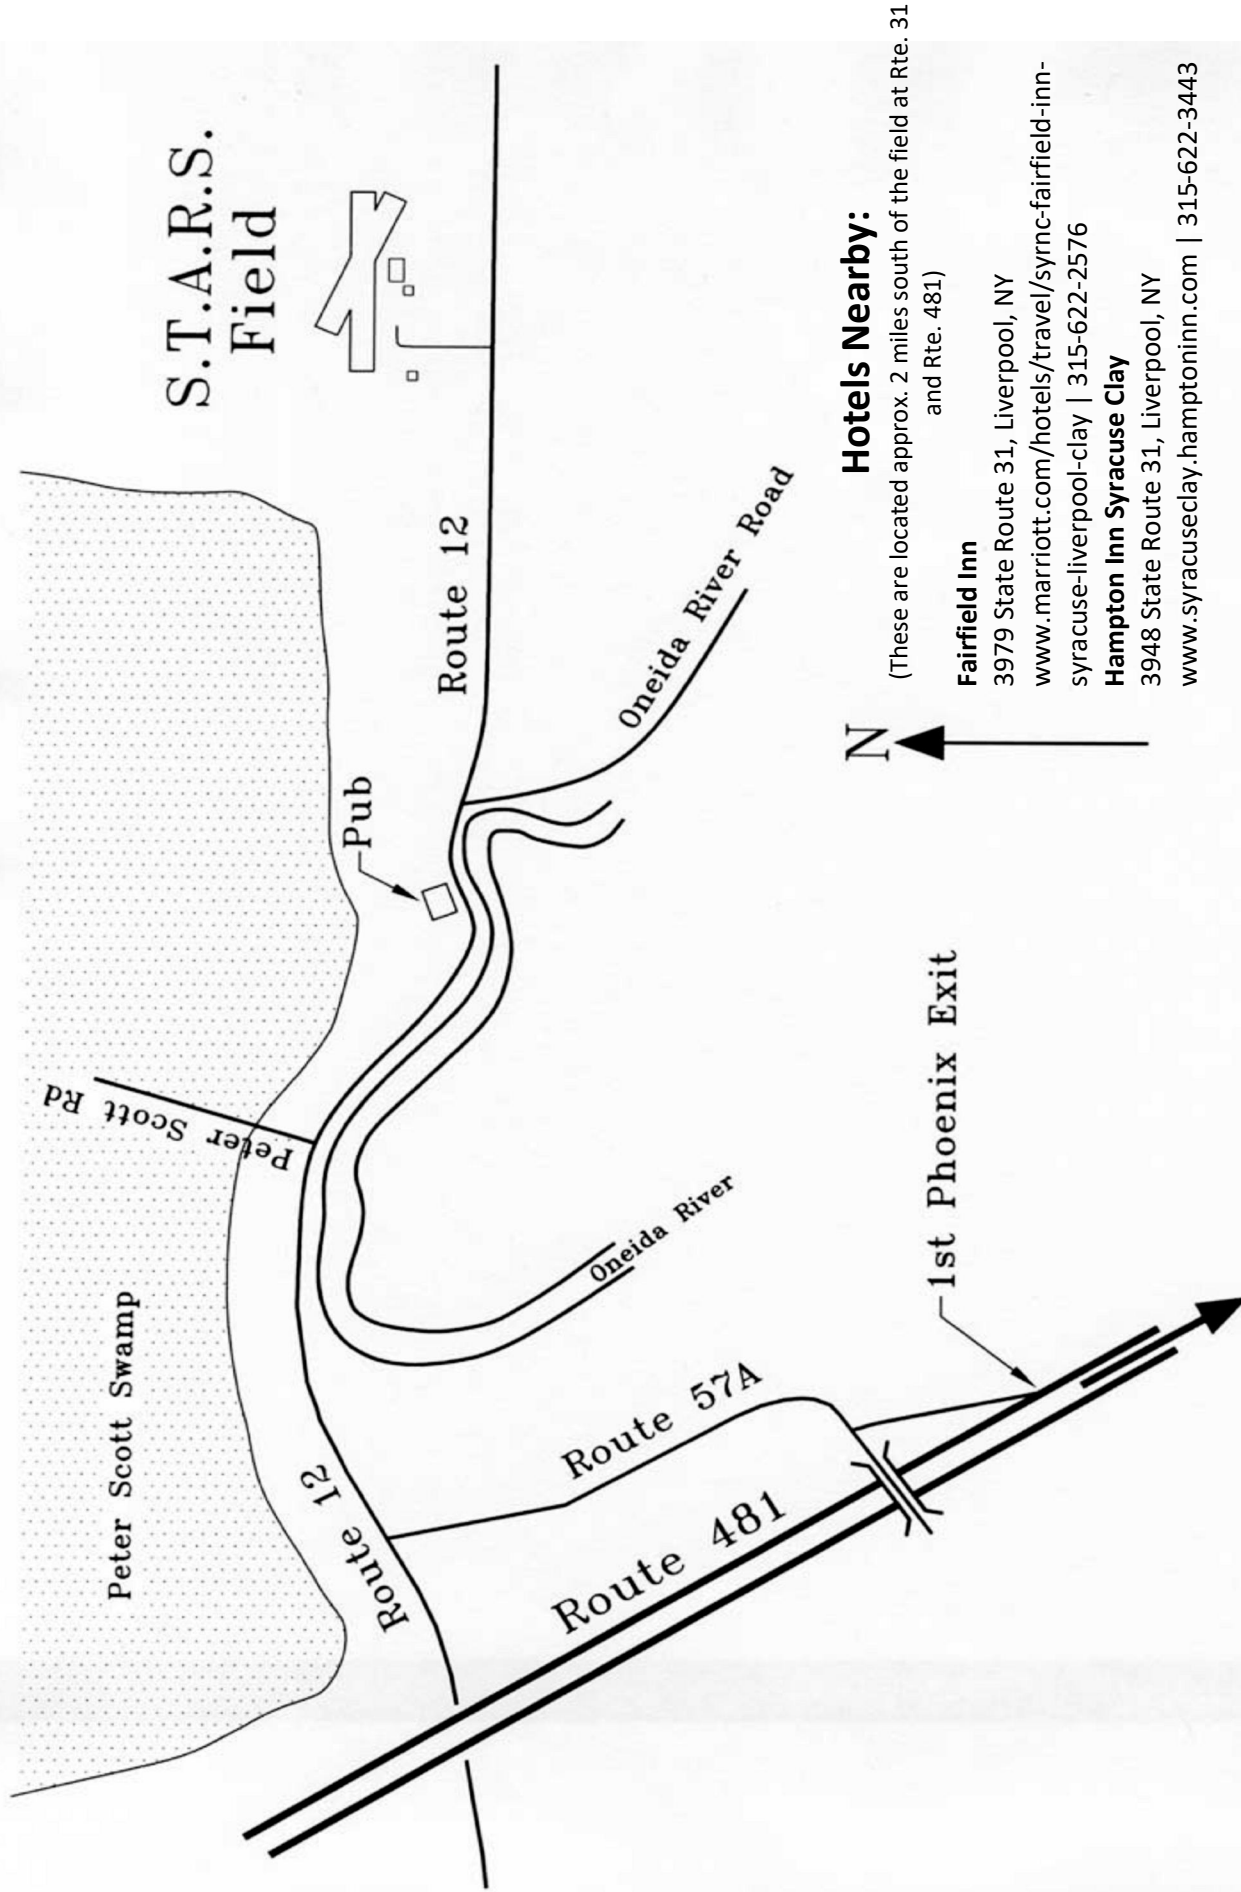 S.T.A.R.S.
Field
Peter Scott Swamp
Peter Scott Rd
Pub
Route 12
Route 12
Oneida River Road
Oneida River
Route 57A
Route 481
1st Phoenix Exit
N
Hotels Nearby:
(These are located approx. 2 miles south of the field at Rte. 31
and Rte. 481)
Fairfield Inn
3979 State Route 31, Liverpool, NY
www.marriott.com/hotels/travel/syrnc-fairfield-inn-
syracuse-liverpool-clay | 315-622-2576
Hampton Inn Syracuse Clay
3948 State Route 31, Liverpool, NY
www.syracuseclay.hamptoninn.com | 315-622-3443